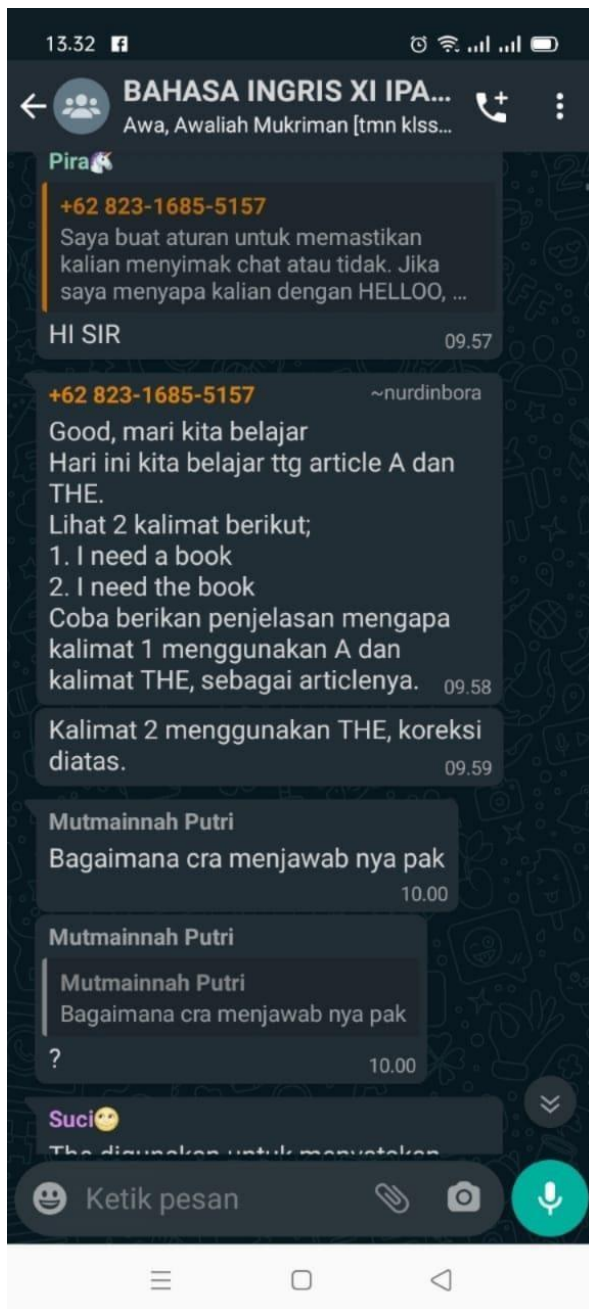 13.32
BAHASA INGRIS XI IPA...
Awa, Awaliah Mukriman [tmn klss...
Pira🦄
+62 823-1685-5157
Saya buat aturan untuk memastikan
kalian menyimak chat atau tidak. Jika
saya menyapa kalian dengan HELLOO, ...
HI SIR
09.57
+62 823-1685-5157 ~nurdinbora
Good, mari kita belajar
Hari ini kita belajar ttg article A dan
THE.
Lihat 2 kalimat berikut;
1. I need a book
2. I need the book
Coba berikan penjelasan mengapa
kalimat 1 menggunakan A dan
kalimat THE, sebagai articlenya. 09.58
Kalimat 2 menggunakan THE, koreksi
diatas. 09.59
Mutmainnah Putri
Bagaimana cra menjawab nya pak
10.00
Mutmainnah Putri
Mutmainnah Putri
Bagaimana cra menjawab nya pak
? 10.00
Suci🌝
The digunakan untuk menyatakan
Ketik pesan